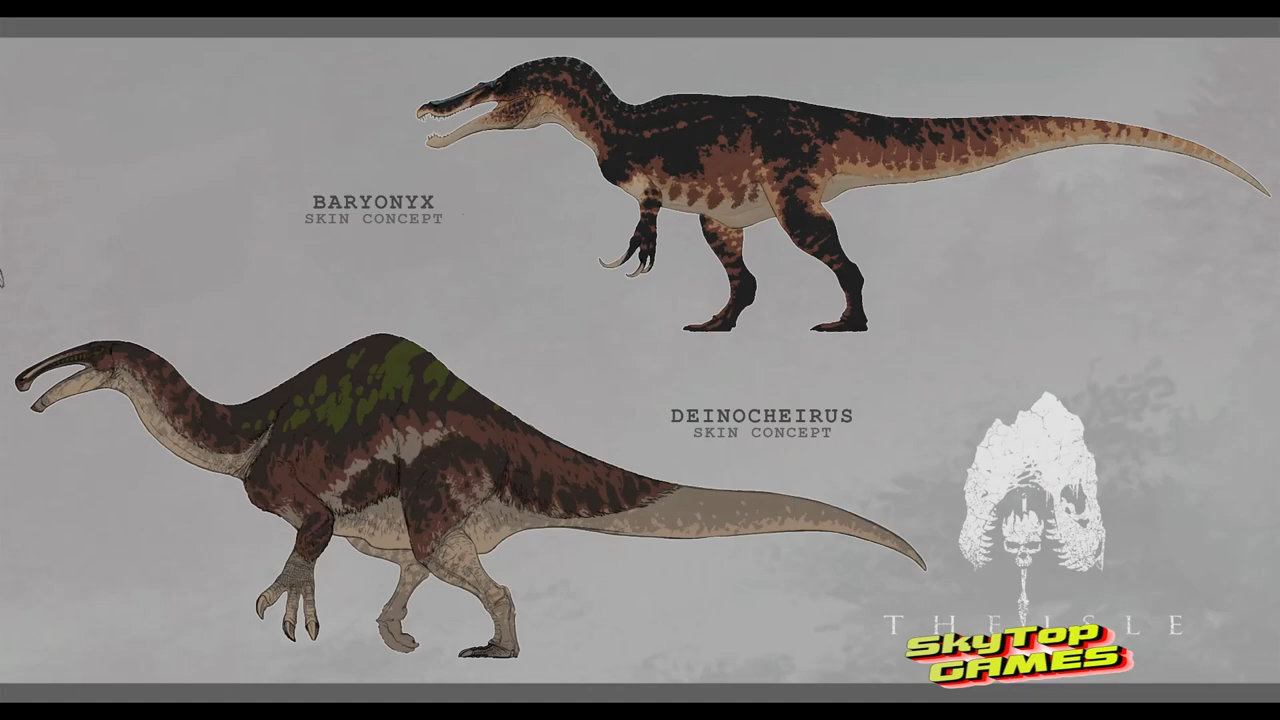 BARYONYX
SKIN CONCEPT
DEINOCHEIRUS
SKIN CONCEPT
THE ISLE
SkyTop
GAMES